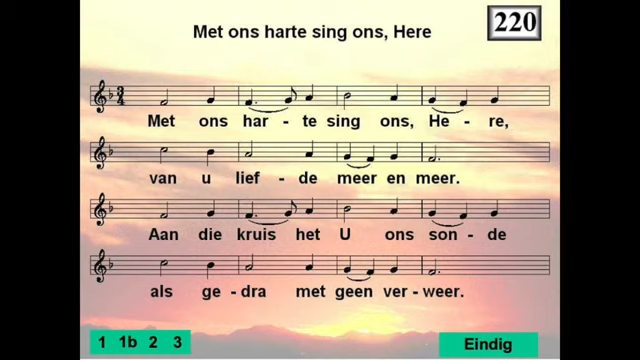 220
Met ons harte sing ons, Here
3
4
Met ons har - te sing ons, He - re,
van u lief - de meer en meer.
Aan die kruis het U ons son - de
als ge - dra met geen ver - weer.
1 1b 2 3
Eindig